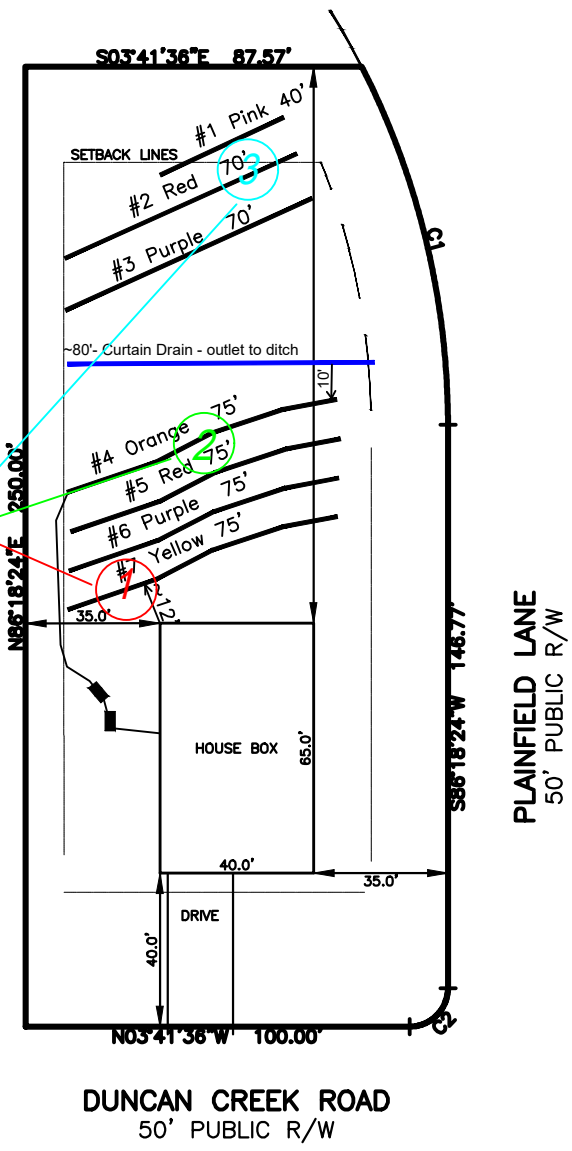 S03°41'36"E 87.57'
#1 Pink 40'
SETBACK LINES
3
#2 Red 70'
#3 Purple 70'
C1
~80'- Curtain Drain - outlet to ditch
10'
#4 Orange 75'
2
#5 Red 75'
#6 Purple 75'
#7 Yellow 75'
1
~12'
N86°18'24"E 250.00'
35.0'
S86°18'24"W 146.77'
PLAINFIELD LANE
50' PUBLIC R/W
HOUSE BOX
65.0'
40.0'
35.0'
DRIVE
40.0'
C2
N03°41'36"W 100.00'
DUNCAN CREEK ROAD
50' PUBLIC R/W